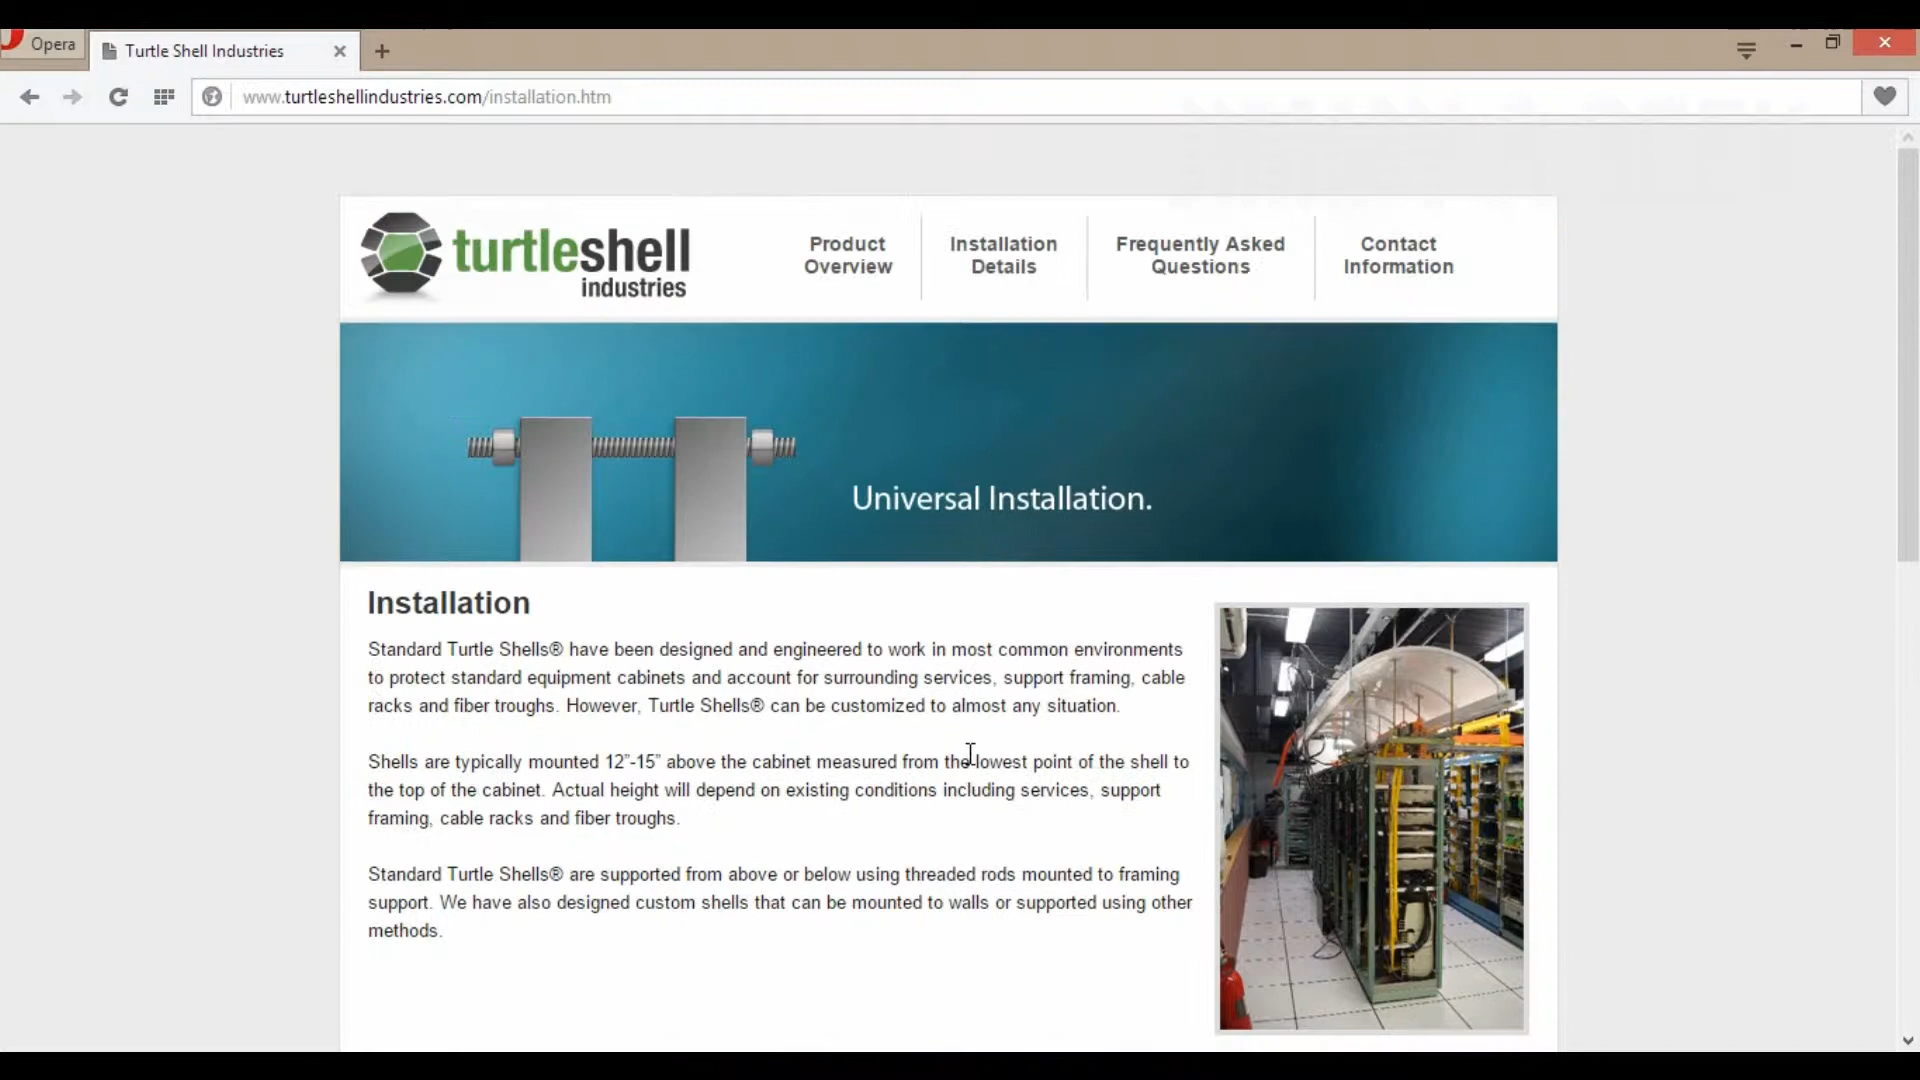 Opera
Turtle Shell Industries
www.turtleshellindustries.com/installation.htm
turtleshell
industries
Product
Overview
Installation
Details
Frequently Asked
Questions
Contact
Information
Universal Installation.
Installation
Standard Turtle Shells® have been designed and engineered to work in most common environments
to protect standard equipment cabinets and account for surrounding services, support framing, cable
racks and fiber troughs. However, Turtle Shells® can be customized to almost any situation.
Shells are typically mounted 12”-15” above the cabinet measured from the lowest point of the shell to
the top of the cabinet. Actual height will depend on existing conditions including services, support
framing, cable racks and fiber troughs.
Standard Turtle Shells® are supported from above or below using threaded rods mounted to framing
support. We have also designed custom shells that can be mounted to walls or supported using other
methods.